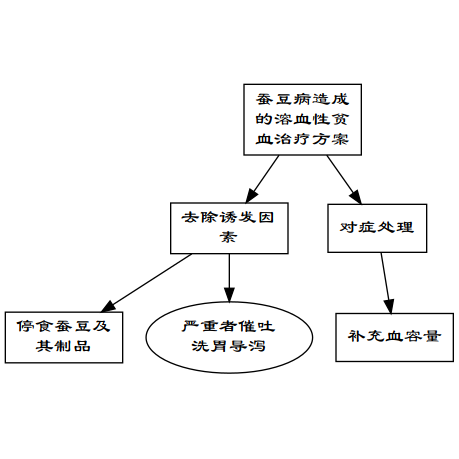 蚕豆病造成
的溶血性贫
血治疗方案
去除诱发因
素
对症处理
停食蚕豆及
其制品
严重者催吐
洗胃导泻
补充血容量